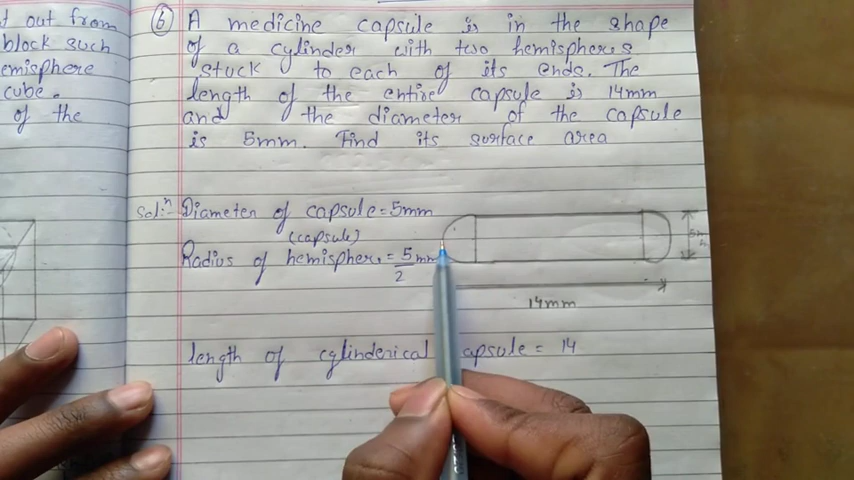 t out from
block such
emisphere
cube.
of the
6 A medicine capsule is in the shape
of a cylinder with two hemispheres
stuck to each of its ends. The
length of the entire capsule is 14mm
and the diameter of the capsule
is 5mm. Find its surface area
Sol:ⁿ Diameter of capsule = 5mm
(capsule)
Radius of hemisphere = 5/2 mm
5m
14mm
length of cylinderical apsule = 14